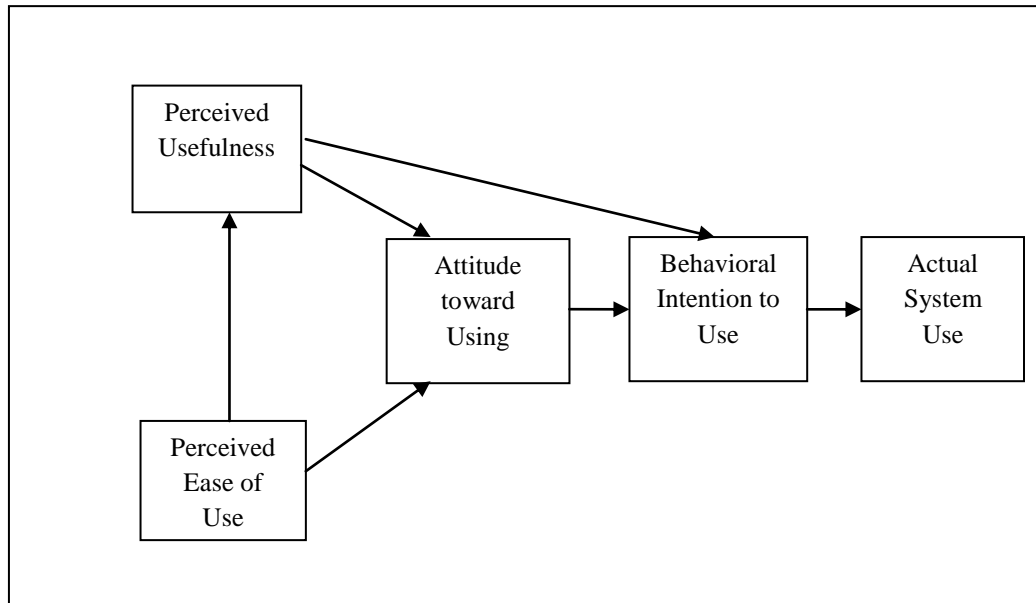 Perceived
Usefulness
Attitude
toward
Using
Behavioral
Intention to
Use
Actual
System
Use
Perceived
Ease of
Use